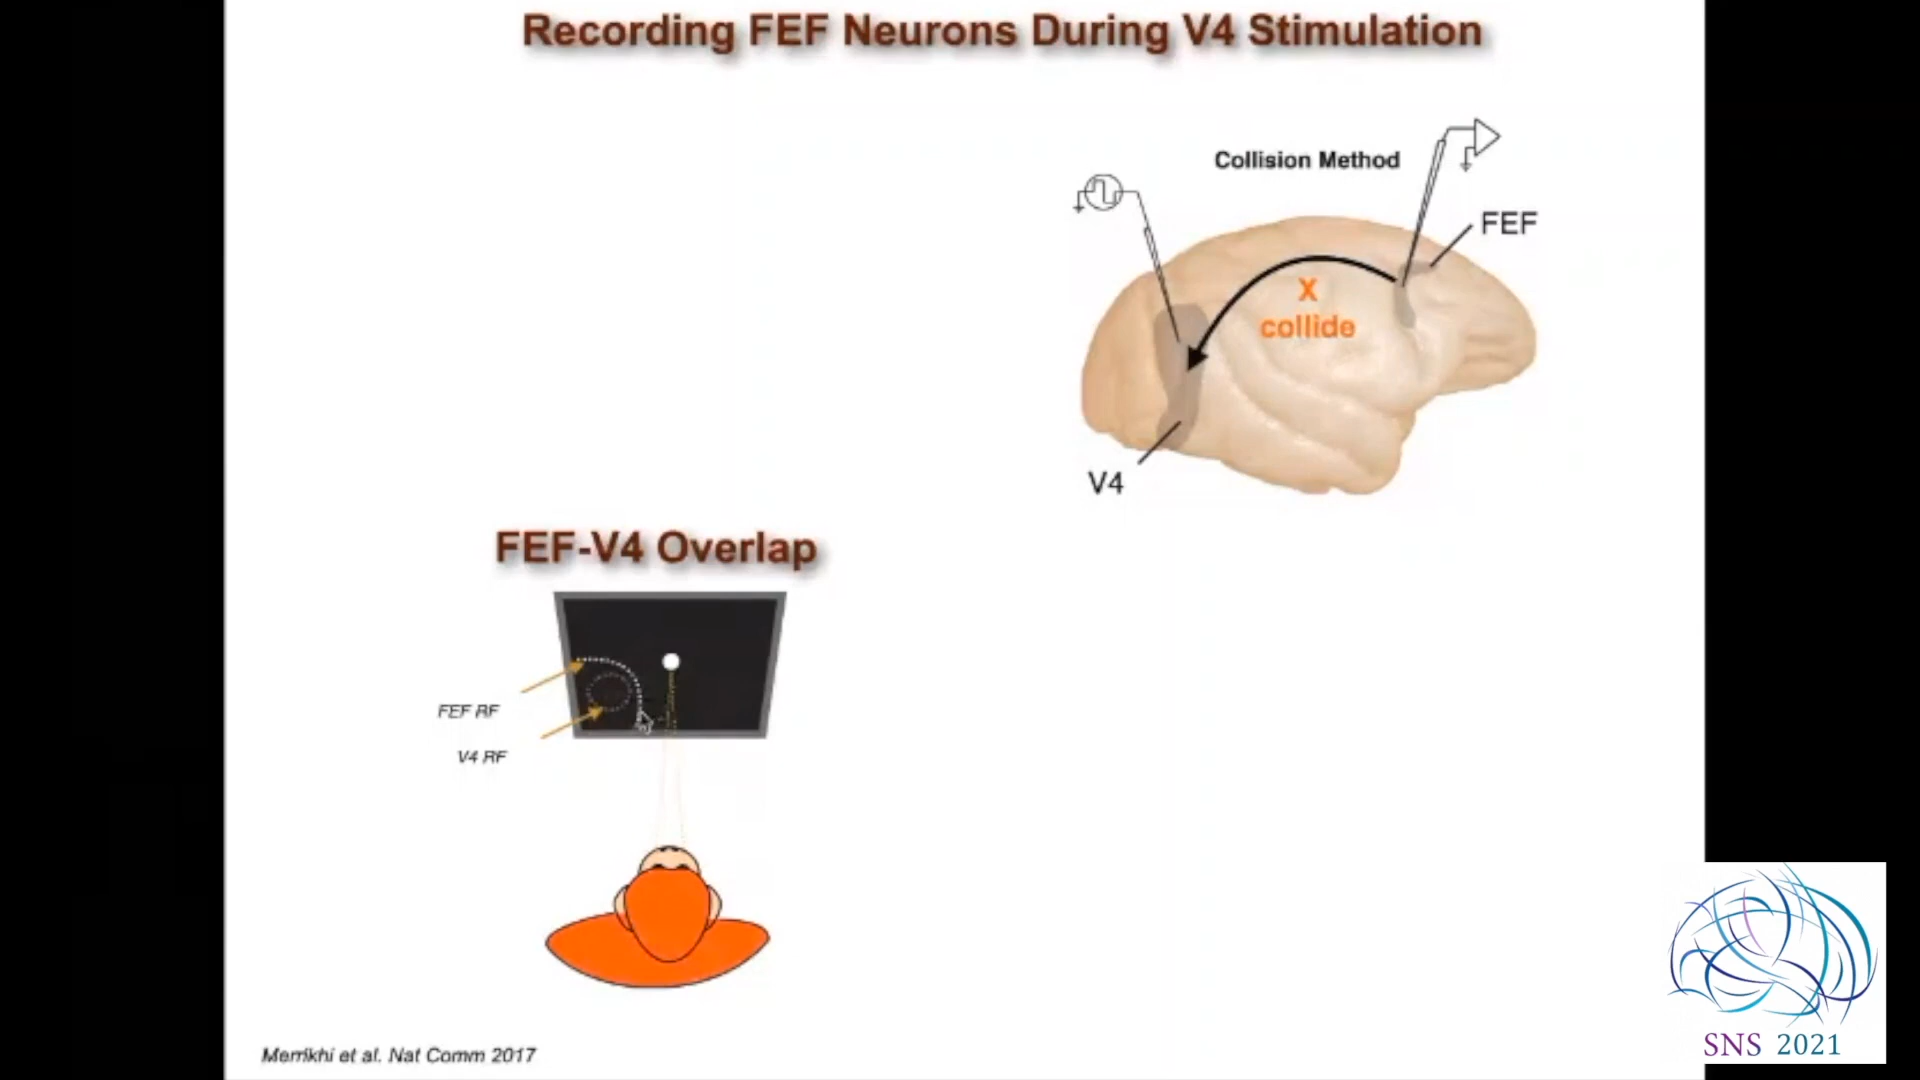 Recording FEF Neurons During V4 Stimulation
Collision Method
FEF
X
collide
V4
FEF-V4 Overlap
FEF RF
V4 RF
Merrikhi et al. Nat Comm 2017
SNS 2021